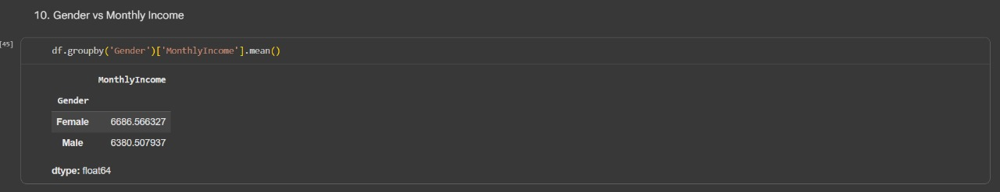 10. Gender vs Monthly Income
[45]
df.groupby('Gender')['MonthlyIncome'].mean()
MonthlyIncome
Gender
Female 6686.566327
Male 6380.507937
dtype: float64